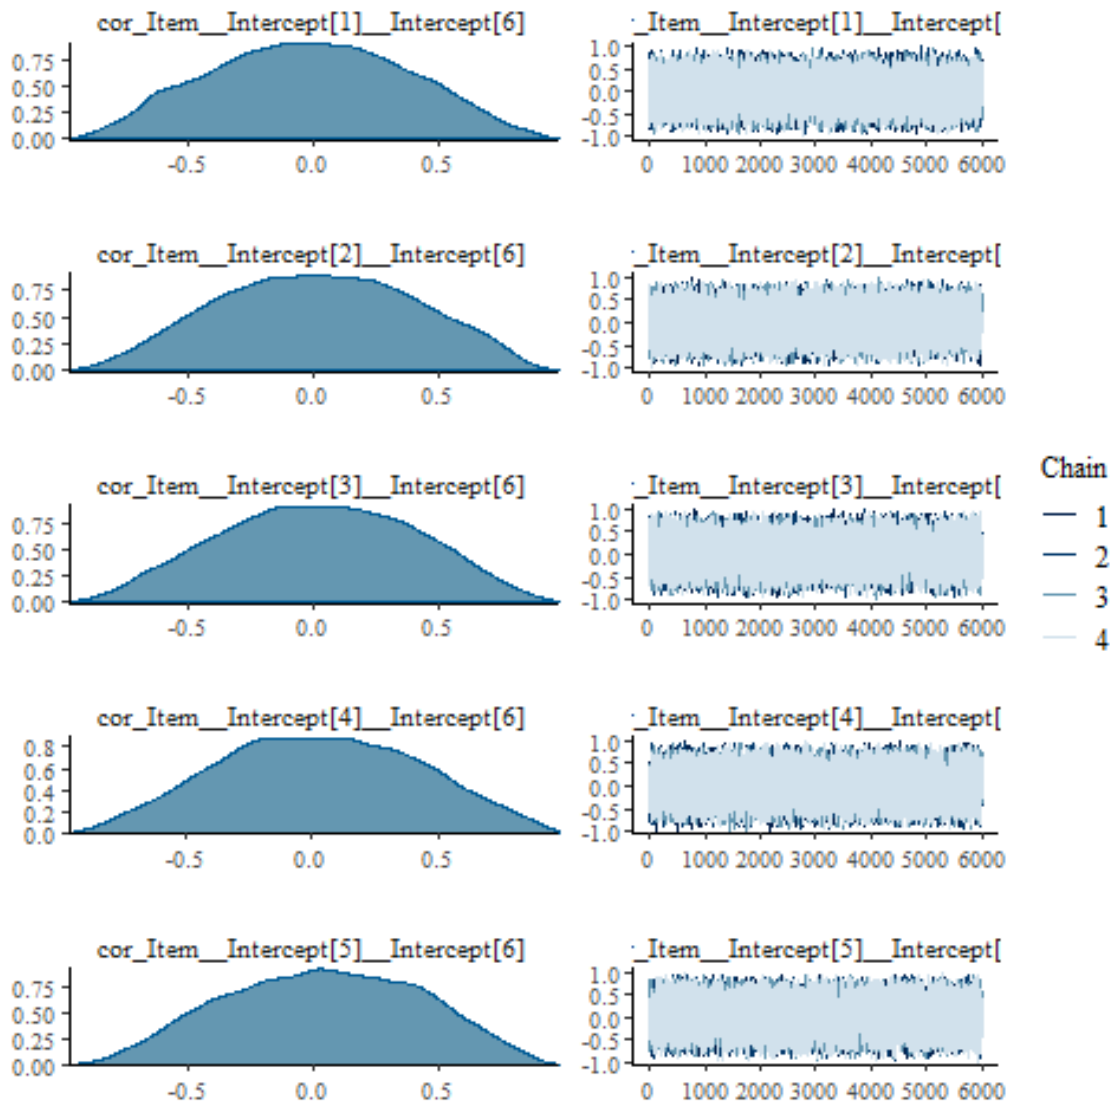 cor_Item__Intercept[1]__Intercept[6]
0.75
0.50
0.25
0.00
-0.5 0.0 0.5
_Item__Intercept[1]__Intercept[
1.0
0.5
0.0
-0.5
-1.0
0 1000 2000 3000 4000 5000 6000
cor_Item__Intercept[2]__Intercept[6]
0.75
0.50
0.25
0.00
-0.5 0.0 0.5
_Item__Intercept[2]__Intercept[
1.0
0.5
0.0
-0.5
-1.0
0 1000 2000 3000 4000 5000 6000
cor_Item__Intercept[3]__Intercept[6]
0.75
0.50
0.25
0.00
-0.5 0.0 0.5
_Item__Intercept[3]__Intercept[
1.0
0.5
0.0
-0.5
-1.0
0 1000 2000 3000 4000 5000 6000
cor_Item__Intercept[4]__Intercept[6]
0.8
0.6
0.4
0.2
0.0
-0.5 0.0 0.5
_Item__Intercept[4]__Intercept[
1.0
0.5
0.0
-0.5
-1.0
0 1000 2000 3000 4000 5000 6000
cor_Item__Intercept[5]__Intercept[6]
0.75
0.50
0.25
0.00
-0.5 0.0 0.5
_Item__Intercept[5]__Intercept[
1.0
0.5
0.0
-0.5
-1.0
0 1000 2000 3000 4000 5000 6000
Chain
1
2
3
4